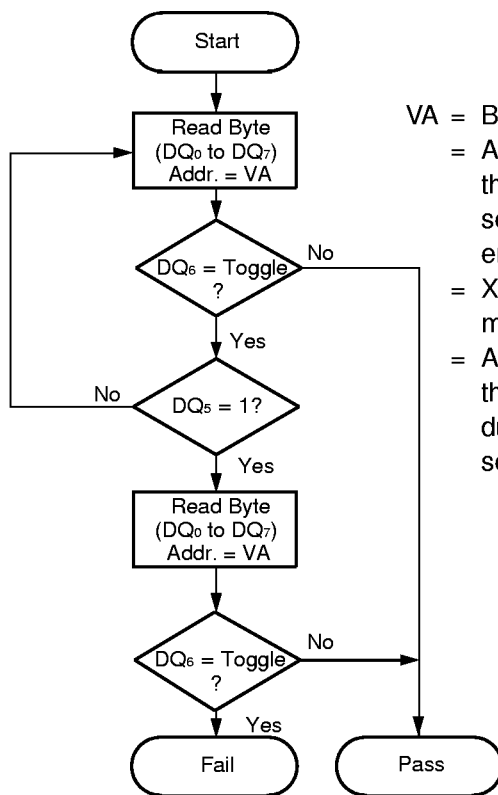 Start
Read Byte
(DQ₀ to DQ₇)
Addr. = VA
DQ₆ = Toggle
?
No
Yes
DQ₅ = 1?
No
Yes
Read Byte
(DQ₀ to DQ₇)
Addr. = VA
DQ₆ = Toggle
?
No
Yes
Fail
Pass
VA = B
= A
th
se
er
= X
m
= A
th
du
se